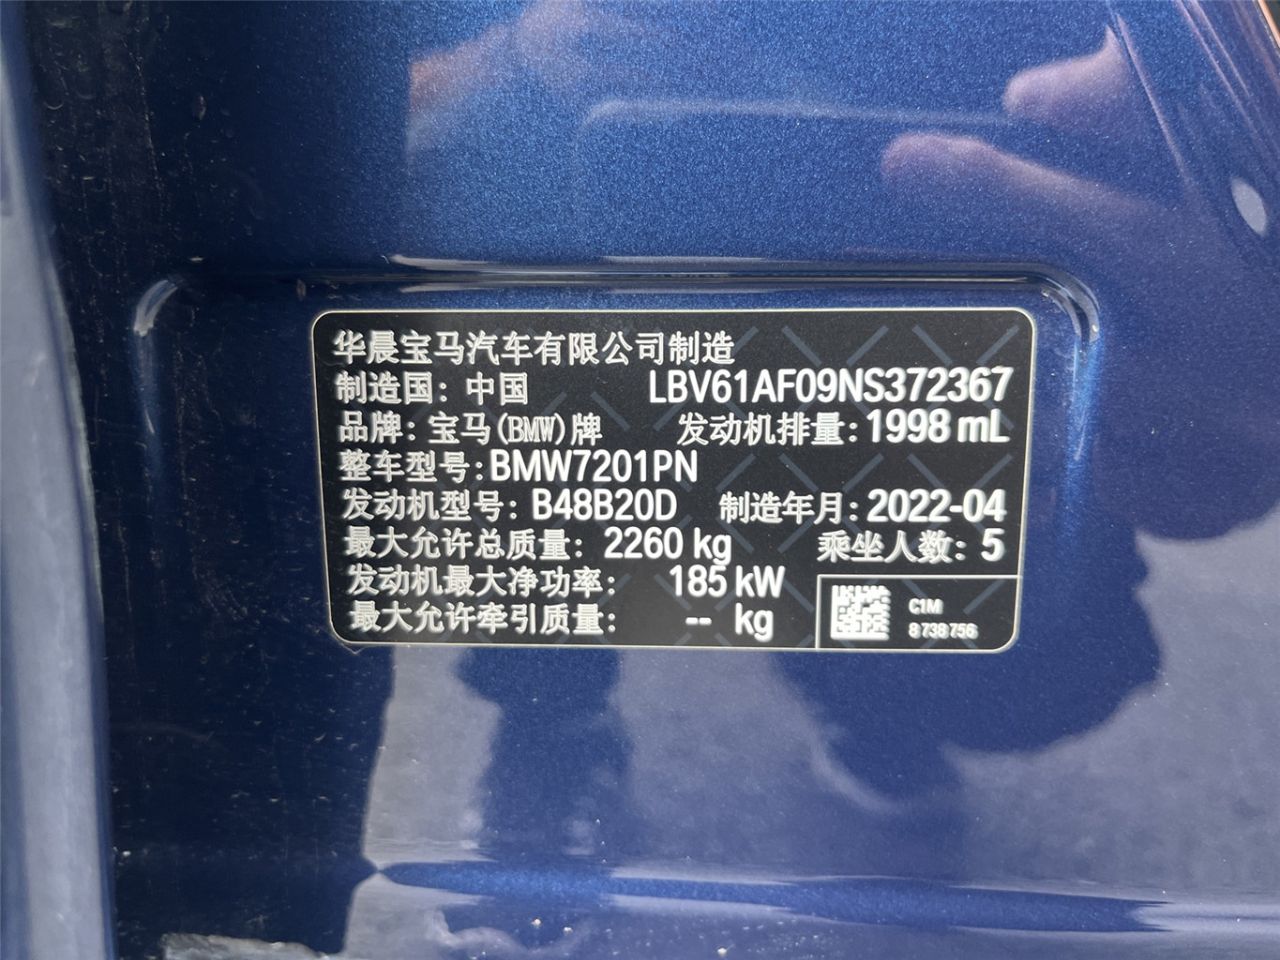 华晨宝马汽车有限公司制造
制造国：中国 LBV61AF09NS372367
品牌：宝马(BMW)牌 发动机排量：1998 mL
整车型号：BMW7201PN
发动机型号：B48B20D 制造年月：2022-04
最大允许总质量：2260 kg 乘坐人数：5
发动机最大净功率：185 kW
最大允许牵引质量：-- kg
C1M
8 738 756